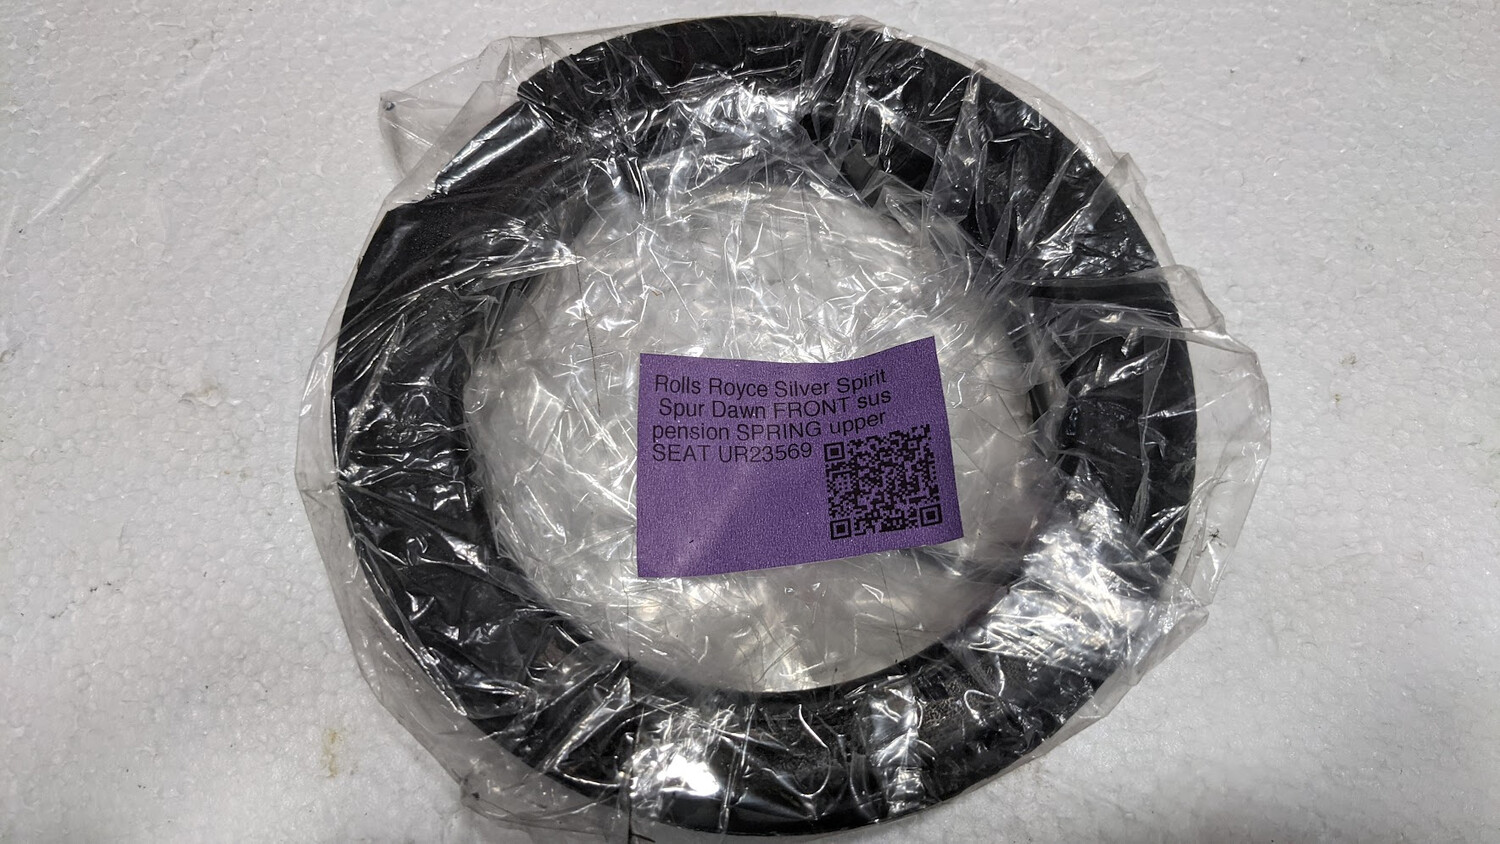 Rolls Royce Silver Spirit
Spur Dawn FRONT sus
pension SPRING upper
SEAT UR23569